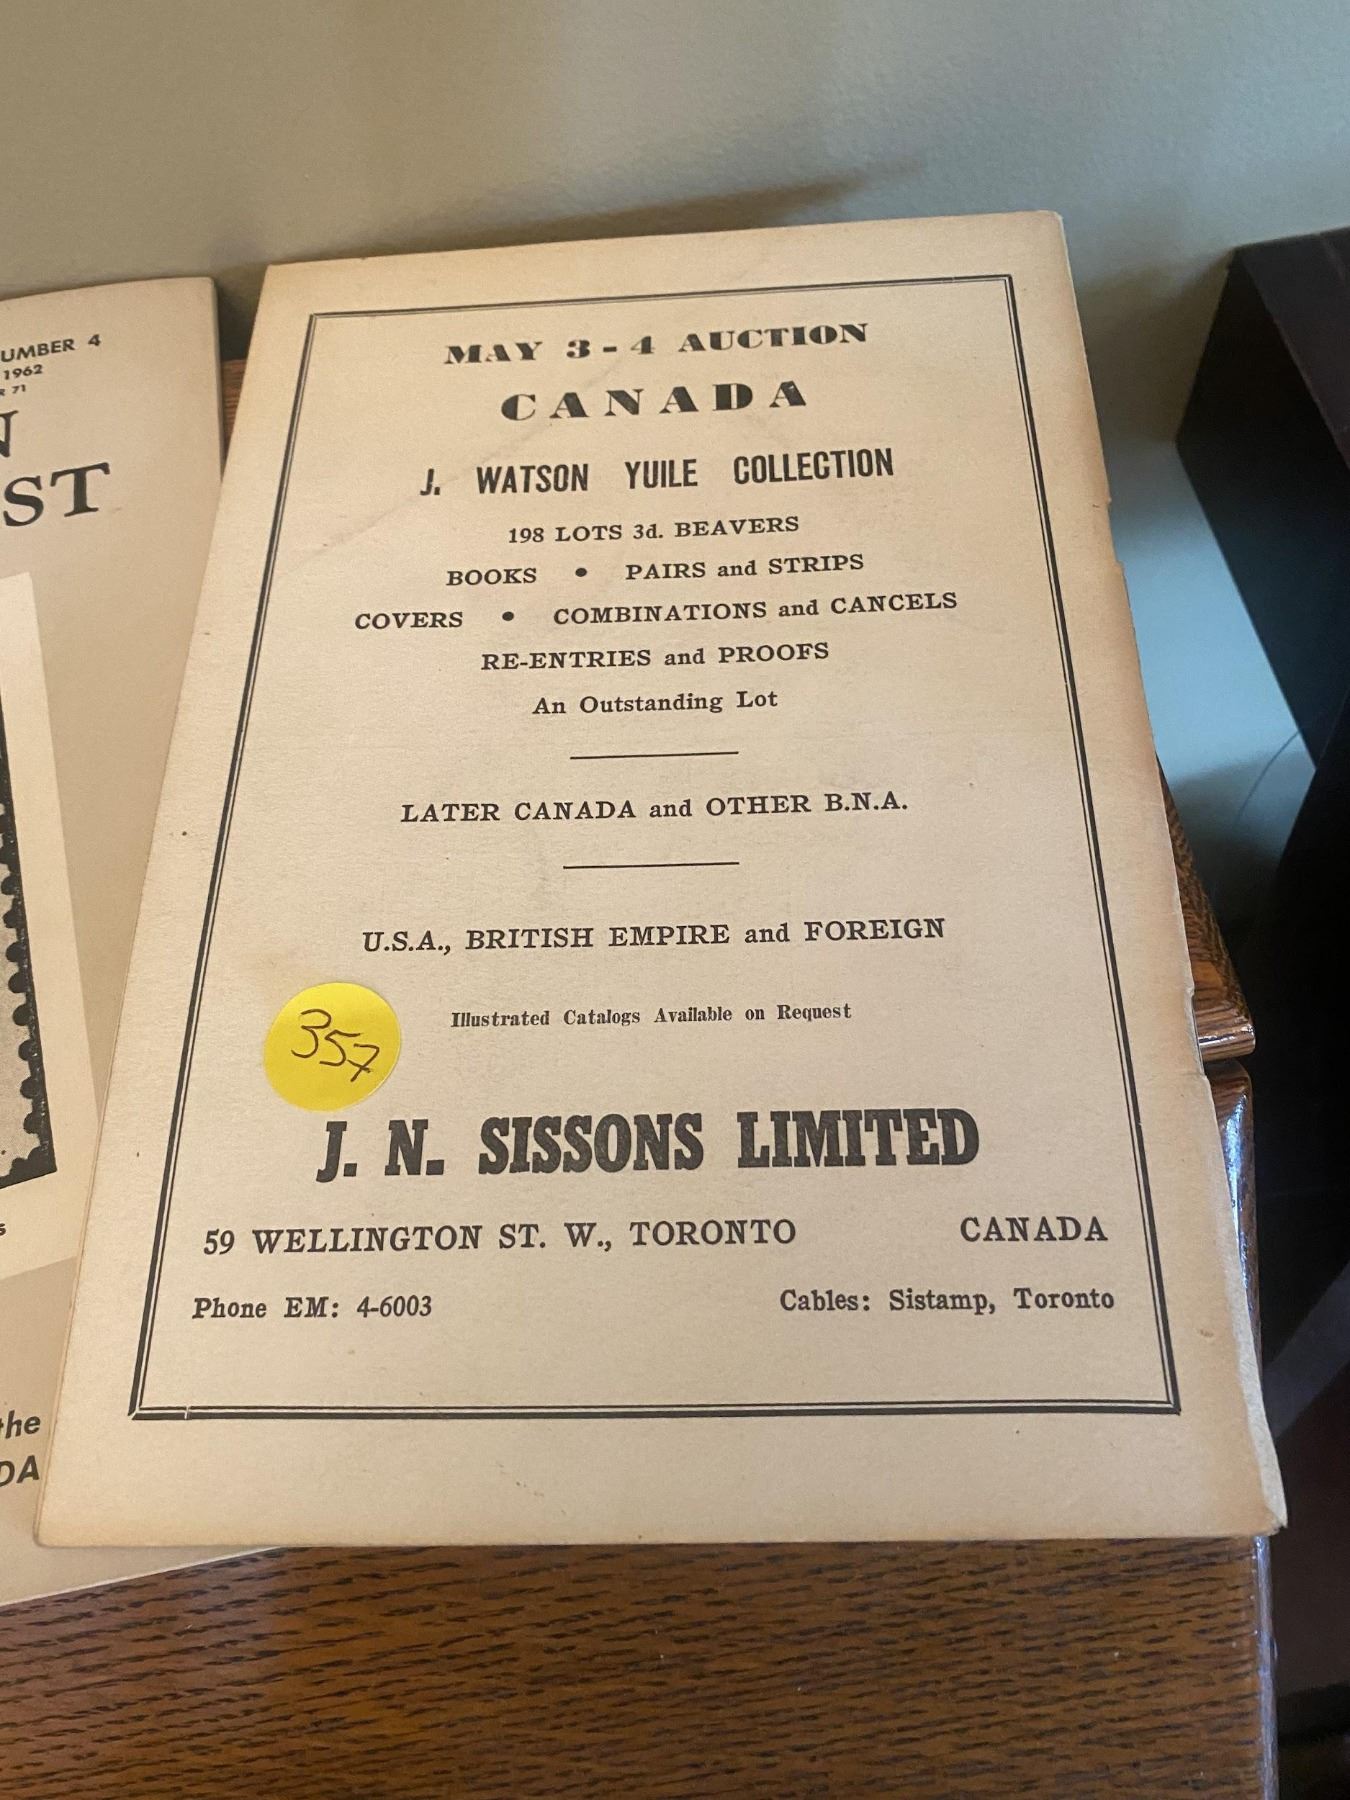 UMBER 4
1962
R 71
N
ST
the
DA
MAY 3-4 AUCTION
CANADA
J. WATSON YUILE COLLECTION
198 LOTS 3d. BEAVERS
BOOKS • PAIRS and STRIPS
COVERS • COMBINATIONS and CANCELS
RE-ENTRIES and PROOFS
An Outstanding Lot
LATER CANADA and OTHER B.N.A.
U.S.A., BRITISH EMPIRE and FOREIGN
Illustrated Catalogs Available on Request
357
J. N. SISSONS LIMITED
59 WELLINGTON ST. W., TORONTO CANADA
Phone EM: 4-6003 Cables: Sistamp, Toronto